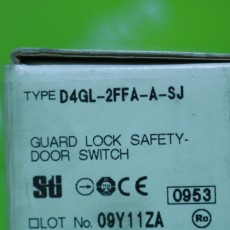 TYPE D4GL-2FFA-A-SJ
GUARD LOCK SAFETY-
DOOR SWITCH
Sti CE 0953
LOT No. 09Y11ZA